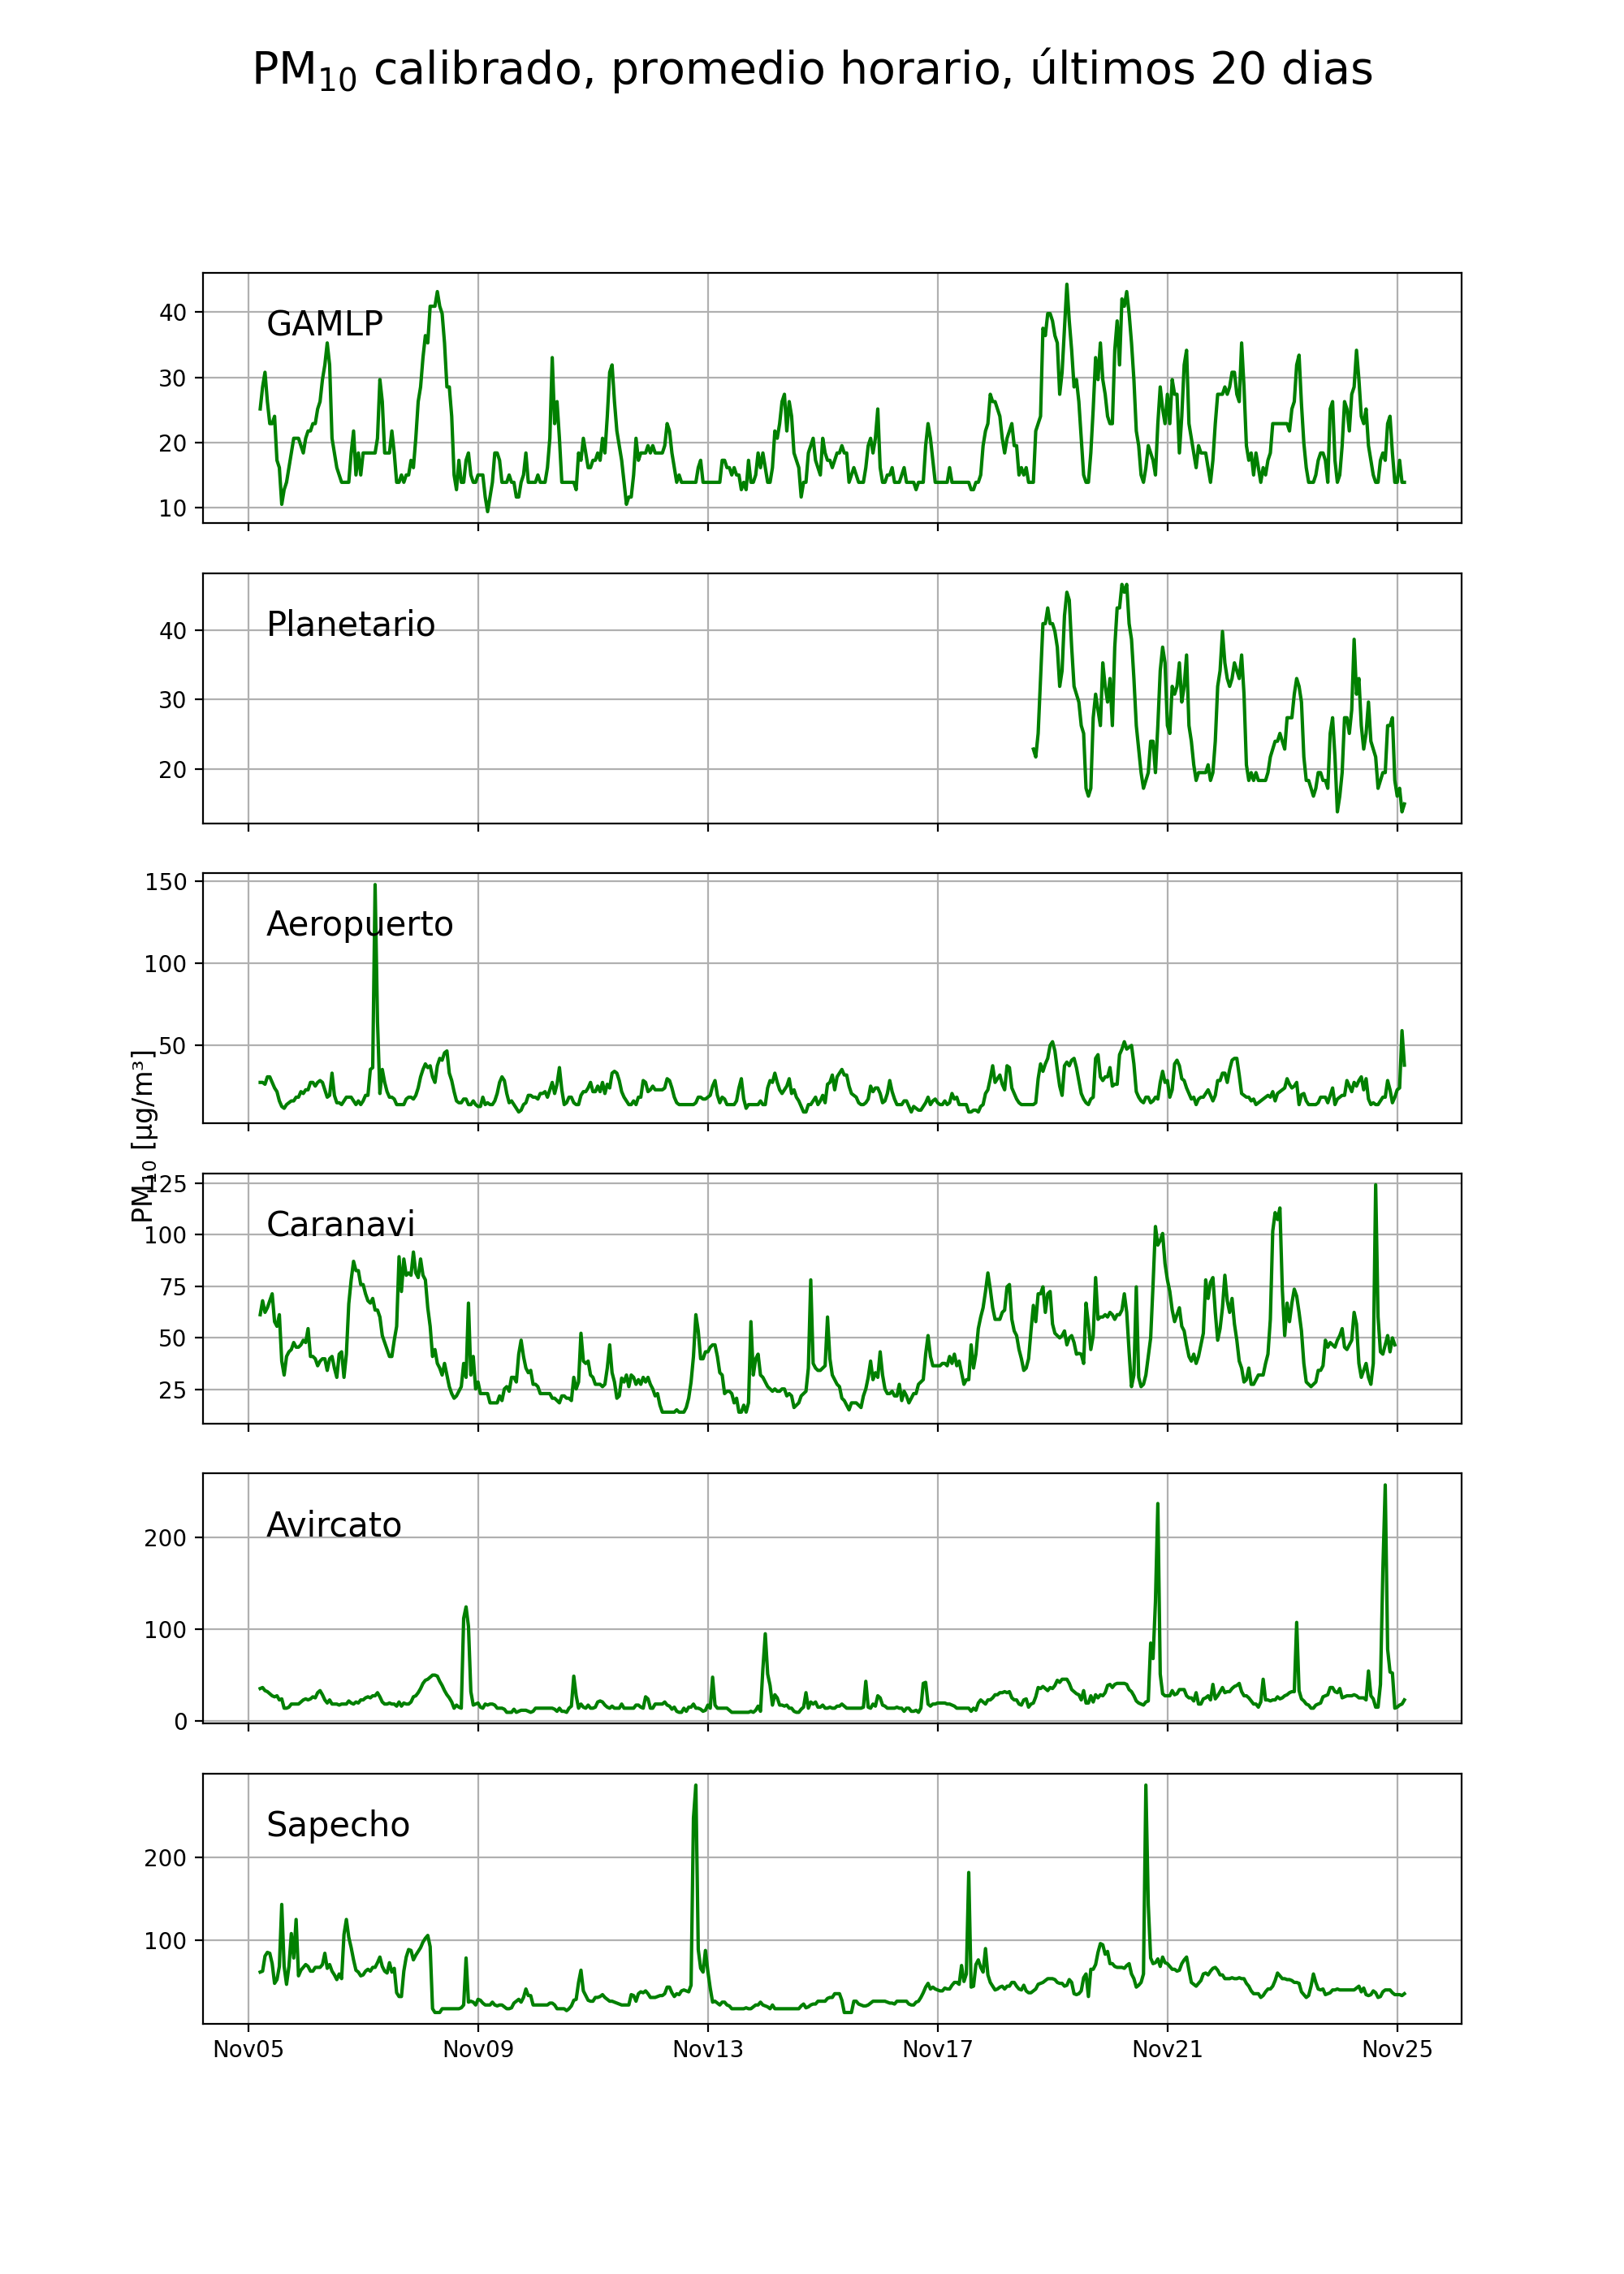 PM₁₀ calibrado, promedio horario, últimos 20 dias
GAMLP
40
30
20
10
Planetario
40
30
20
Aeropuerto
150
100
50
PM₁₀ [µg/m³]
Caranavi
125
100
75
50
25
Avircato
200
100
0
Sapecho
200
100
Nov05 Nov09 Nov13 Nov17 Nov21 Nov25